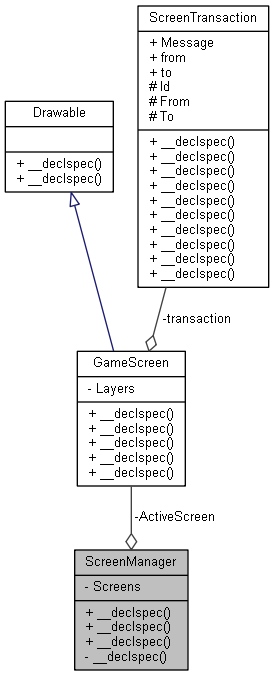 ScreenTransaction
+ Message
+ from
+ to
# Id
# From
# To
+ __declspec()
+ __declspec()
+ __declspec()
+ __declspec()
+ __declspec()
+ __declspec()
+ __declspec()
+ __declspec()
+ __declspec()
+ __declspec()
Drawable
+ __declspec()
+ __declspec()
-transaction
GameScreen
- Layers
+ __declspec()
+ __declspec()
+ __declspec()
+ __declspec()
+ __declspec()
-ActiveScreen
ScreenManager
- Screens
+ __declspec()
+ __declspec()
+ __declspec()
- __declspec()